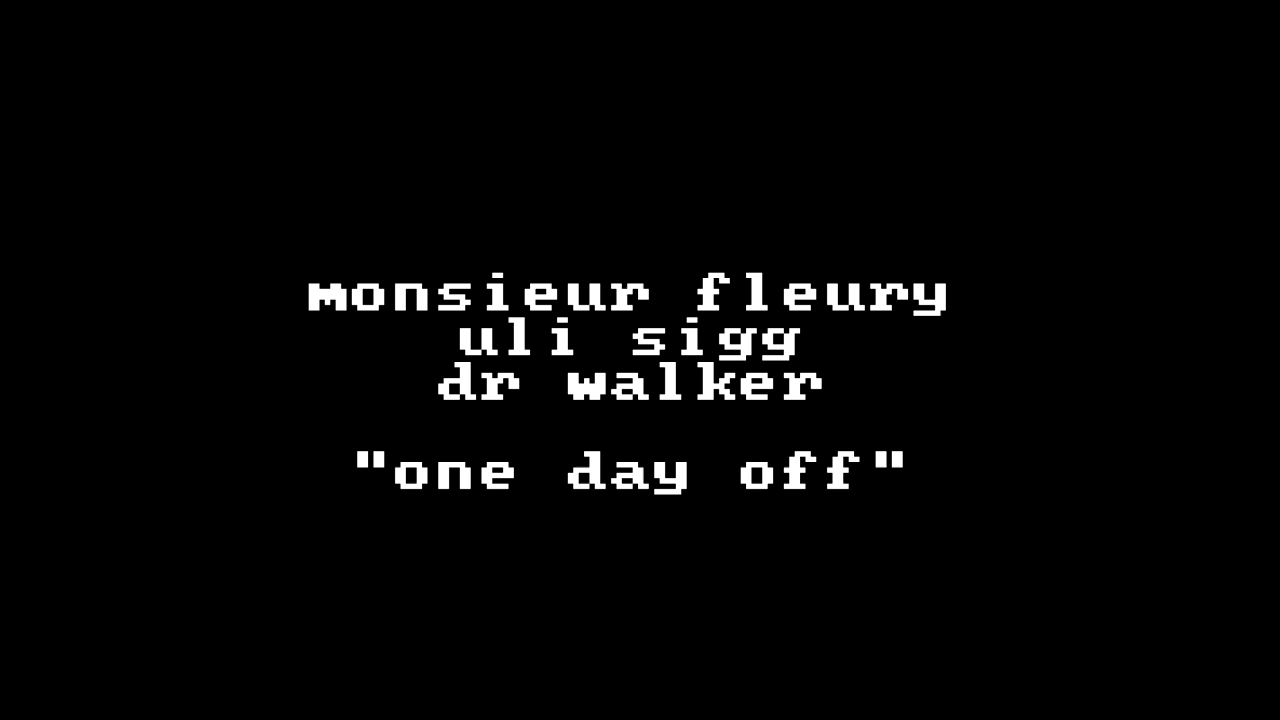 monsieur fleury
uli sigg
dr walker
"one day off"